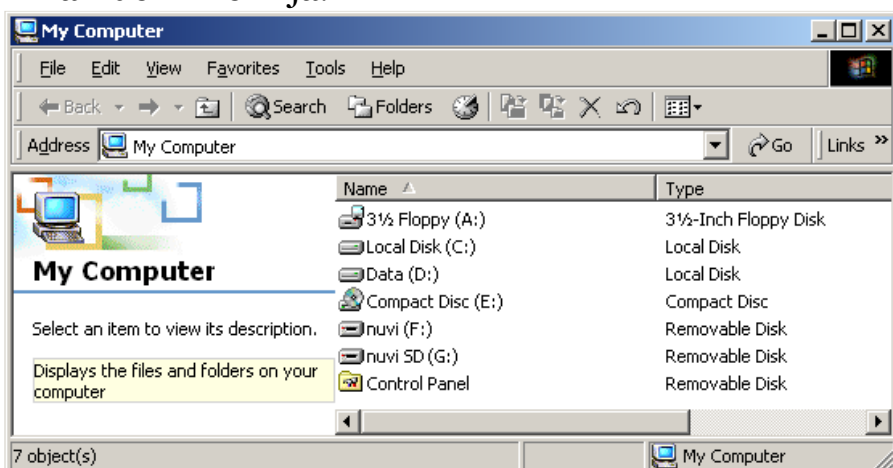 My Computer
File Edit View Favorites Tools Help
Back Search Folders
Address My Computer Go Links »
Name Type
3½ Floppy (A:) 3½-Inch Floppy Disk
Local Disk (C:) Local Disk
Data (D:) Local Disk
Compact Disc (E:) Compact Disc
nuvi (F:) Removable Disk
nuvi SD (G:) Removable Disk
Control Panel Removable Disk
My Computer
Select an item to view its description.
Displays the files and folders on your
computer
7 object(s) My Computer